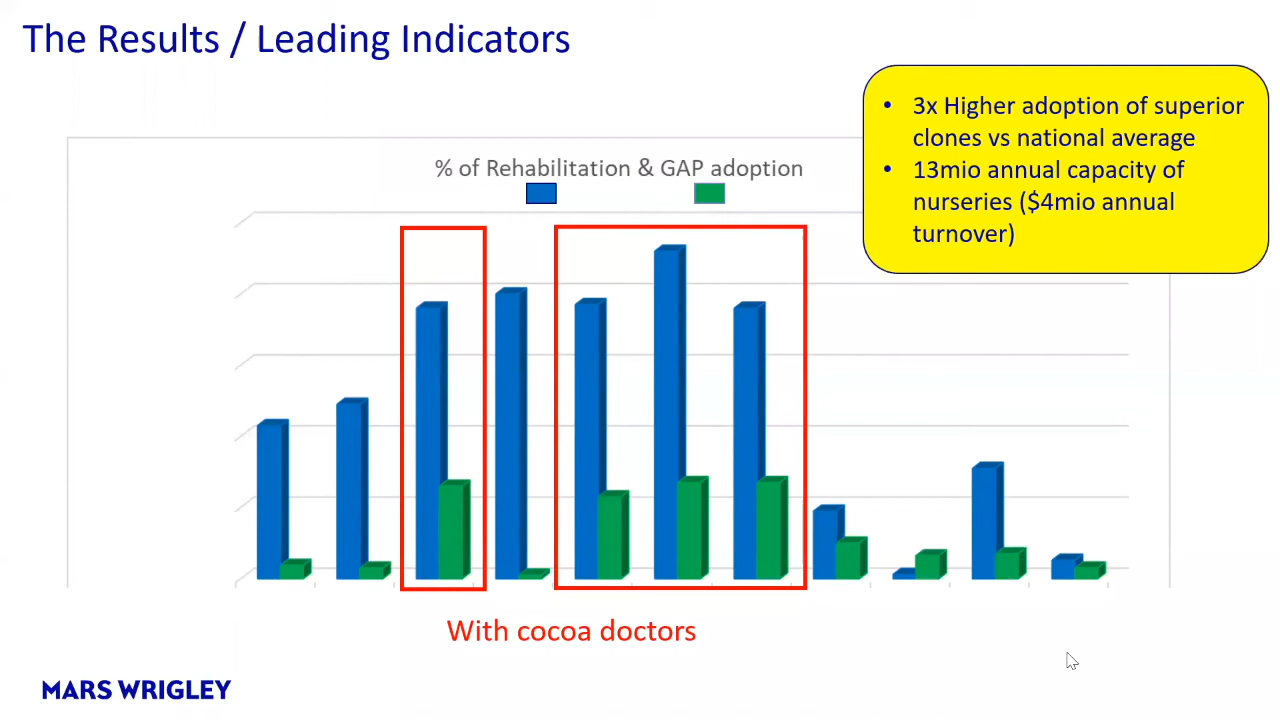 The Results / Leading Indicators
• 3x Higher adoption of superior
clones vs national average
• 13mio annual capacity of
nurseries ($4mio annual
turnover)
% of Rehabilitation & GAP adoption
With cocoa doctors
MARS WRIGLEY